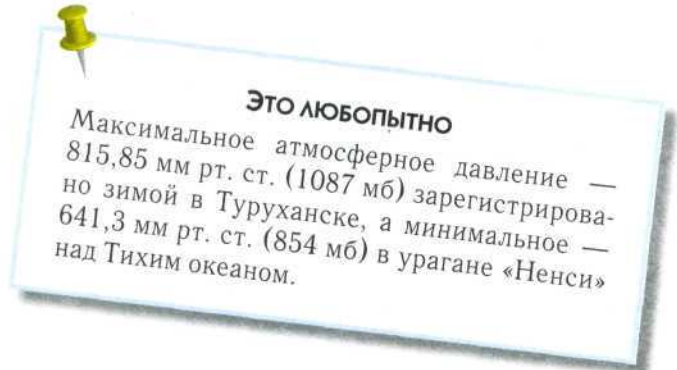 Это любопытно
Максимальное атмосферное давление —
815,85 мм рт. ст. (1087 мб) зарегистрирова-
но зимой в Туруханске, а минимальное —
641,3 мм рт. ст. (854 мб) в урагане «Ненси»
над Тихим океаном.